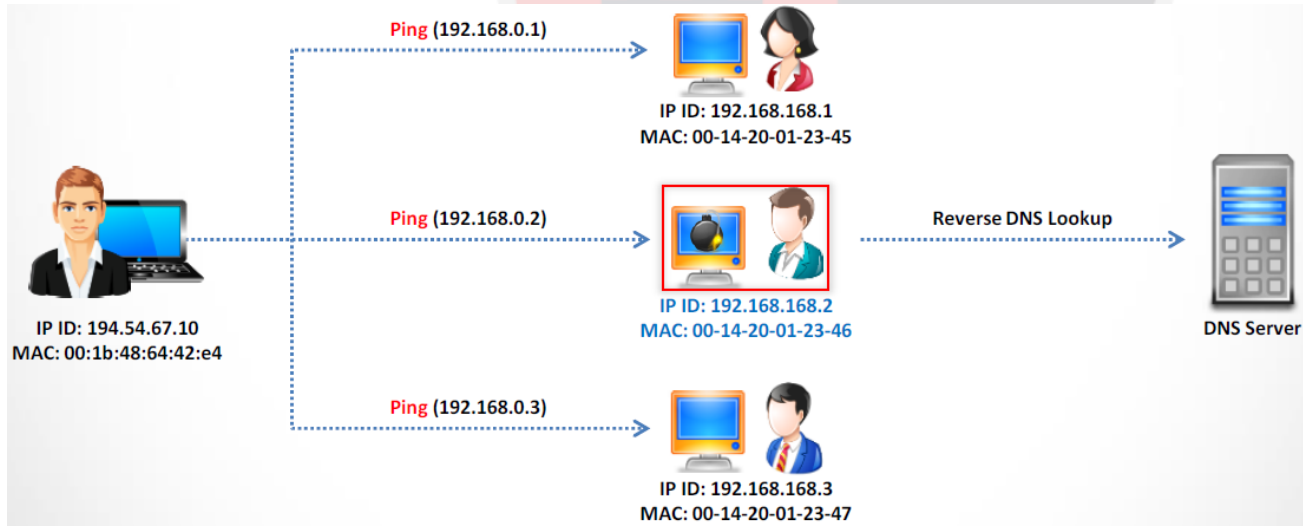 Ping (192.168.0.1)
IP ID: 192.168.168.1
MAC: 00-14-20-01-23-45
Ping (192.168.0.2)
Reverse DNS Lookup
IP ID: 194.54.67.10
MAC: 00:1b:48:64:42:e4
IP ID: 192.168.168.2
MAC: 00-14-20-01-23-46
DNS Server
Ping (192.168.0.3)
IP ID: 192.168.168.3
MAC: 00-14-20-01-23-47